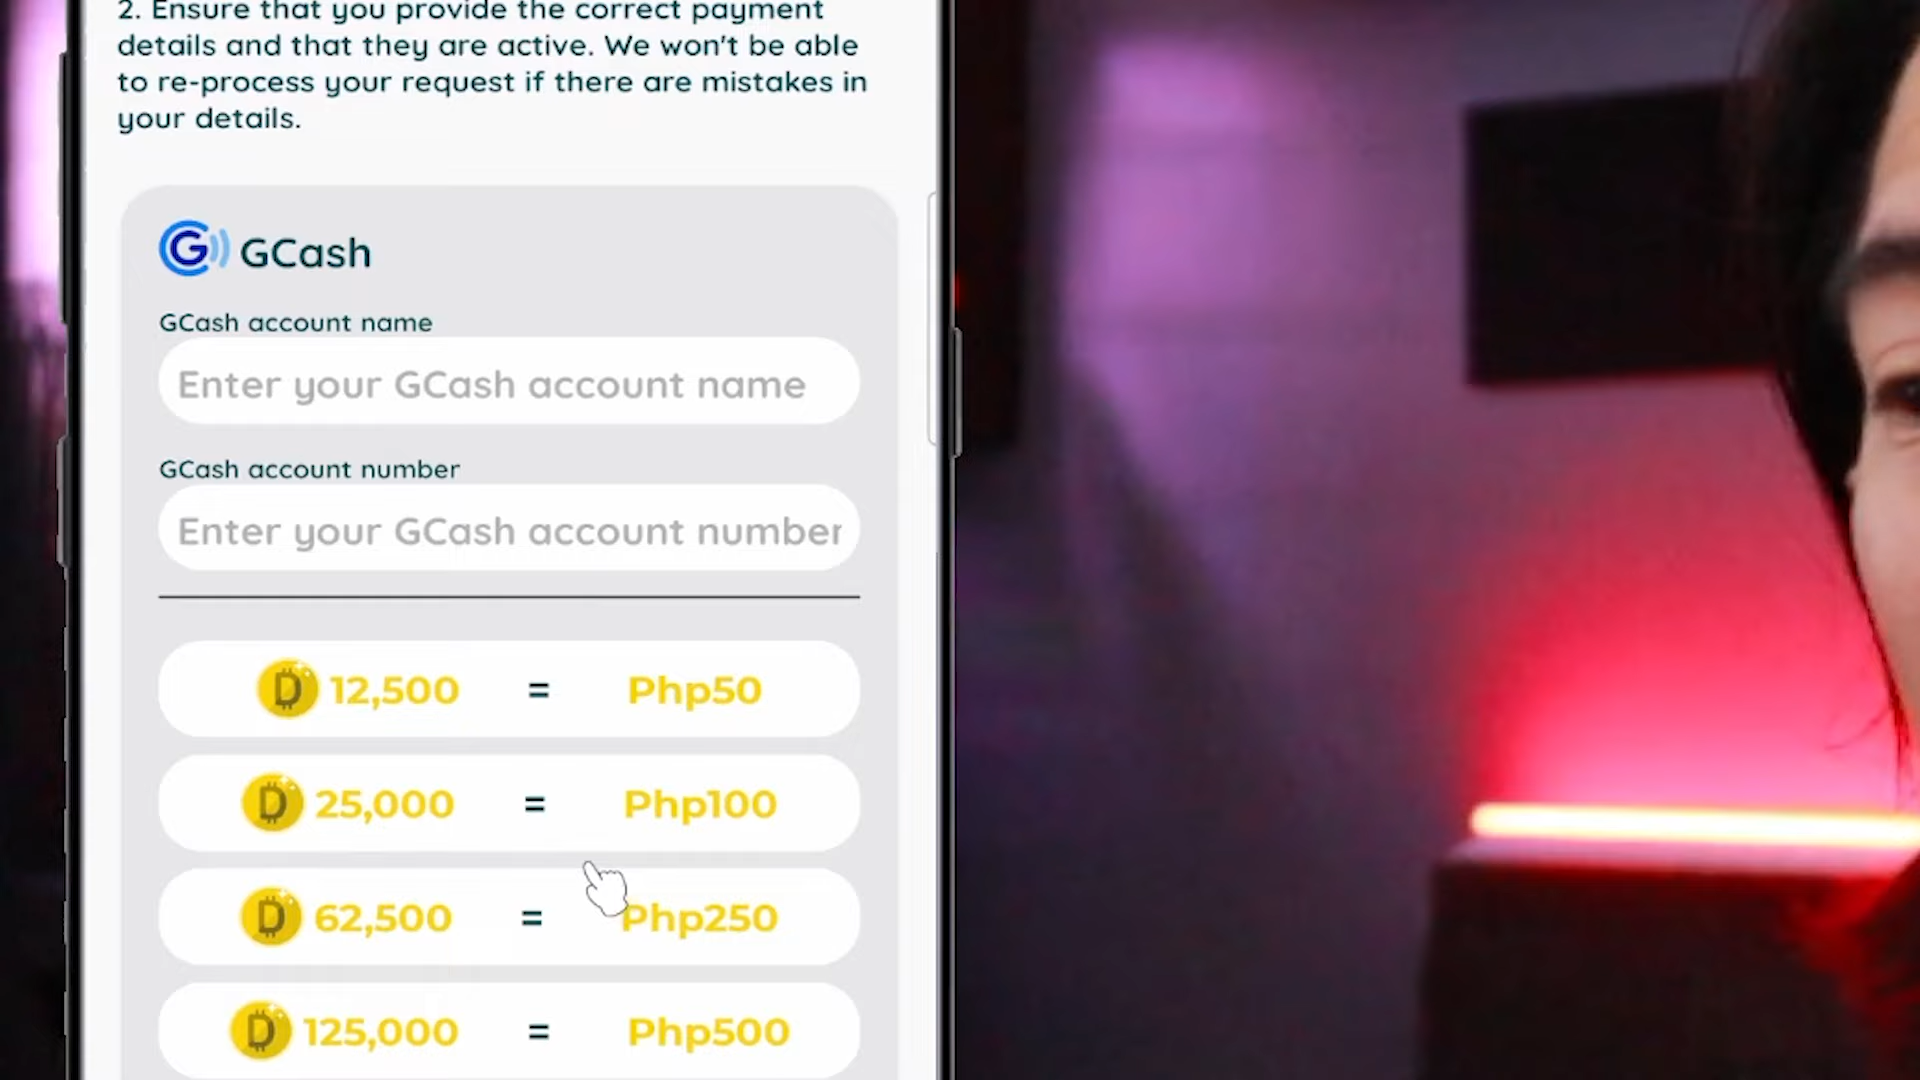 2. Ensure that you provide the correct payment
details and that they are active. We won't be able
to re-process your request if there are mistakes in
your details.
GCash
GCash account name
Enter your GCash account name
GCash account number
Enter your GCash account number
12,500 = Php50
25,000 = Php100
62,500 = Php250
125,000 = Php500